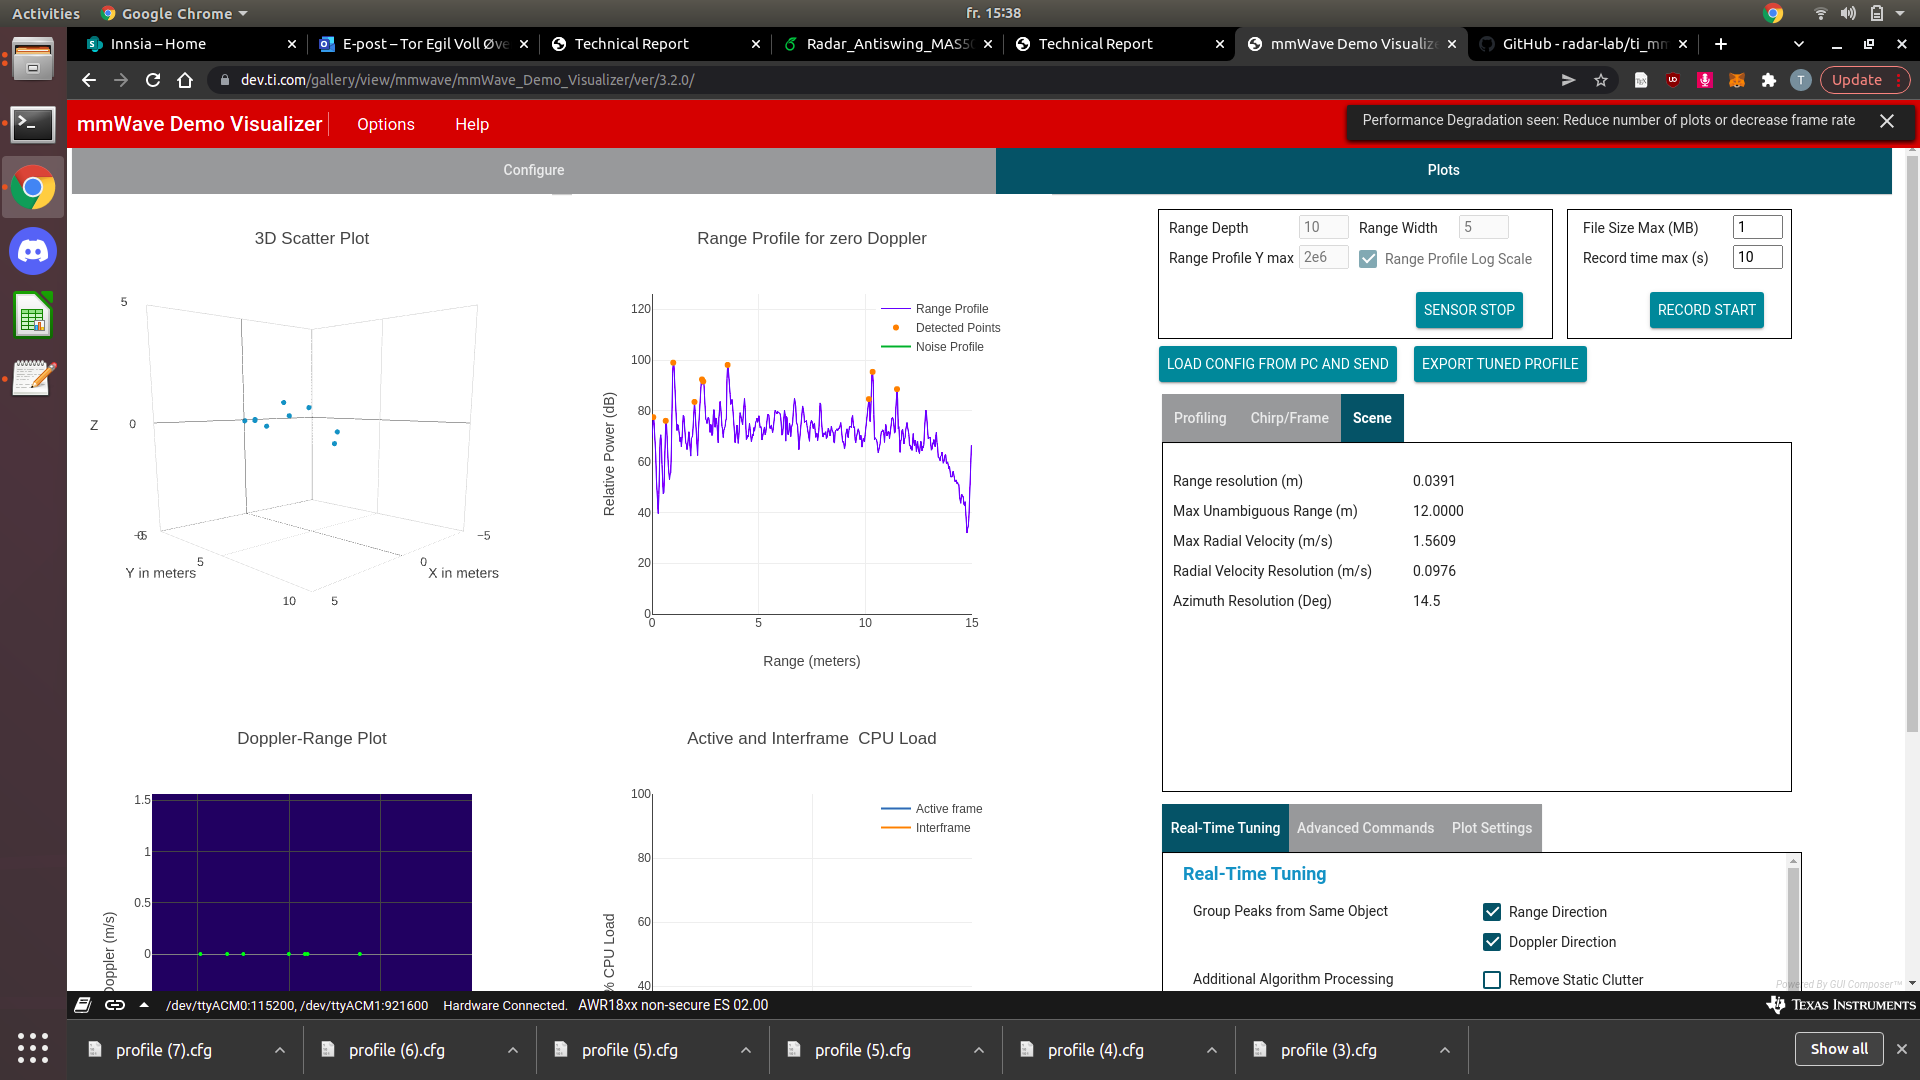 Activities Google Chrome fr. 15:38
Innsia – Home E-post – Tor Egil Voll Øve Technical Report Radar_Antiswing_MAS50 Technical Report mmWave Demo Visualize GitHub - radar-lab/ti_mm
dev.ti.com/gallery/view/mmwave/mmWave_Demo_Visualizer/ver/3.2.0/ T Update
mmWave Demo Visualizer Options Help Performance Degradation seen: Reduce number of plots or decrease frame rate
Configure Plots
3D Scatter Plot
5
0
Z
5
-5
Y in meters
10
5
0
-5
X in meters
Range Profile for zero Doppler
Range Profile
Detected Points
Noise Profile
120
100
80
60
40
20
0
Relative Power (dB)
0 5 10 15
Range (meters)
Range Depth 10 Range Width 5
Range Profile Y max 2e6 Range Profile Log Scale
SENSOR STOP
File Size Max (MB) 1
Record time max (s) 10
RECORD START
LOAD CONFIG FROM PC AND SEND EXPORT TUNED PROFILE
Profiling Chirp/Frame Scene
Range resolution (m) 0.0391
Max Unambiguous Range (m) 12.0000
Max Radial Velocity (m/s) 1.5609
Radial Velocity Resolution (m/s) 0.0976
Azimuth Resolution (Deg) 14.5
Doppler-Range Plot
1.5
1
0.5
0
Doppler (m/s)
Active and Interframe CPU Load
Active frame
Interframe
100
80
60
40
% CPU Load
Real-Time Tuning Advanced Commands Plot Settings
Real-Time Tuning
Group Peaks from Same Object Range Direction
Doppler Direction
Additional Algorithm Processing Remove Static Clutter
Powered By GUI Composer™
/dev/ttyACM0:115200, /dev/ttyACM1:921600 Hardware Connected. AWR18xx non-secure ES 02.00 TEXAS INSTRUMENTS
profile (7).cfg profile (6).cfg profile (5).cfg profile (5).cfg profile (4).cfg profile (3).cfg Show all